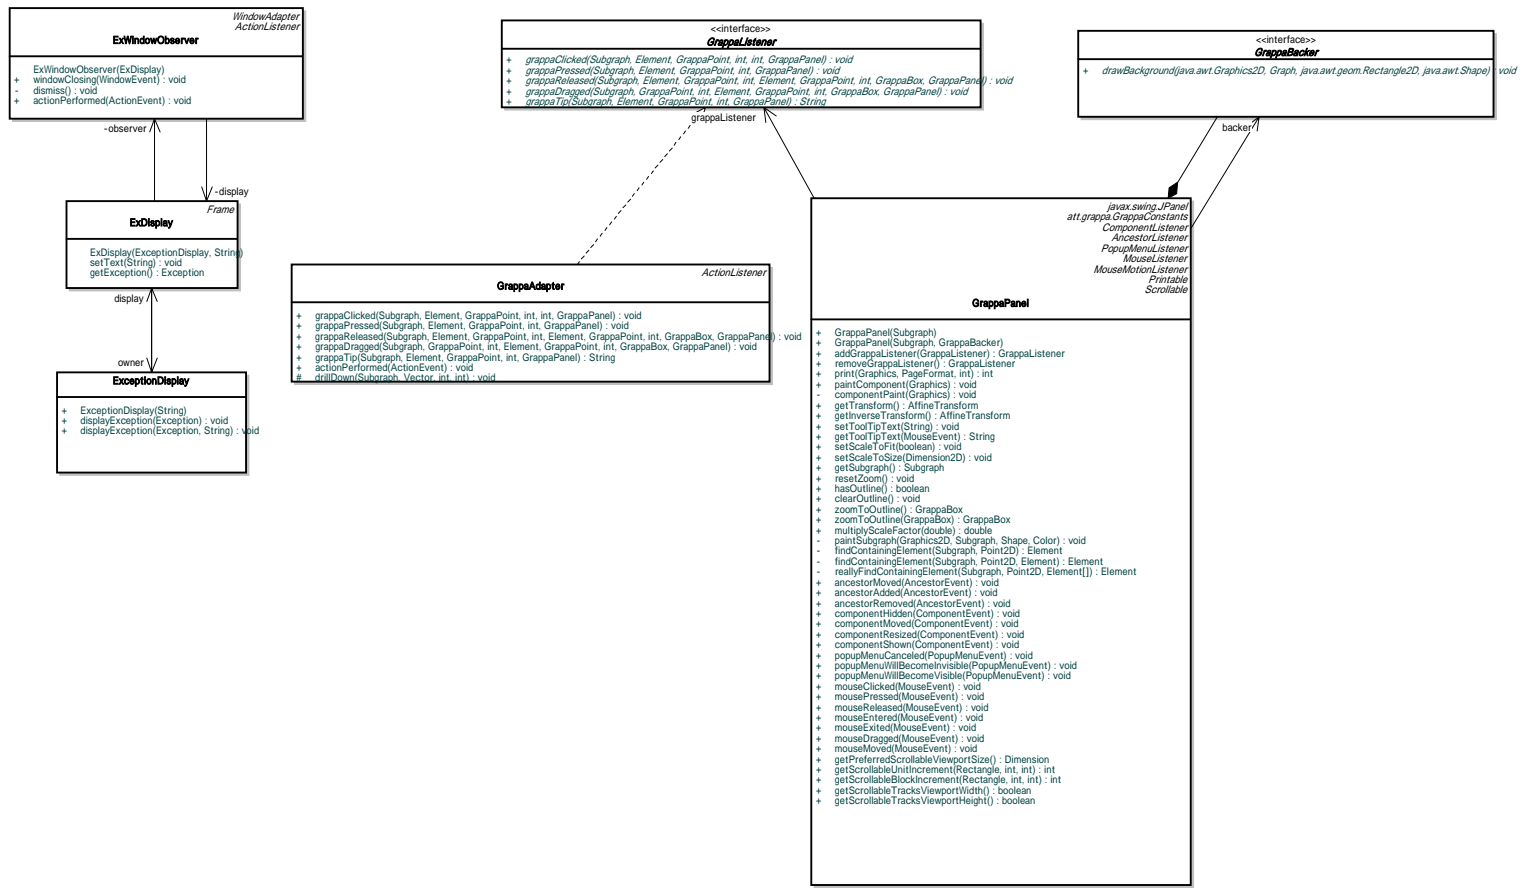 WindowAdapter
ActionListener
ExWindowObserver
ExWindowObserver(ExDisplay)
+ windowClosing(WindowEvent) : void
- dismiss() : void
+ actionPerformed(ActionEvent) : void
-observer
-display
Frame
ExDisplay
ExDisplay(ExceptionDisplay, String)
setText(String) : void
getException() : Exception
display
owner
ExceptionDisplay
+ ExceptionDisplay(String)
+ displayException(Exception) : void
+ displayException(Exception, String) : void
<<interface>>
GrappaListener
+ grappaClicked(Subgraph, Element, GrappaPoint, int, int, GrappaPanel) : void
+ grappaPressed(Subgraph, Element, GrappaPoint, int, GrappaPanel) : void
+ grappaReleased(Subgraph, Element, GrappaPoint, int, Element, GrappaPoint, int, GrappaBox, GrappaPanel) : void
+ grappaDragged(Subgraph, GrappaPoint, int, Element, GrappaPoint, int, GrappaBox, GrappaPanel) : void
+ grappaTip(Subgraph, Element, GrappaPoint, int, GrappaPanel) : String
grappaListener
ActionListener
GrappaAdapter
+ grappaClicked(Subgraph, Element, GrappaPoint, int, int, GrappaPanel) : void
+ grappaPressed(Subgraph, Element, GrappaPoint, int, GrappaPanel) : void
+ grappaReleased(Subgraph, Element, GrappaPoint, int, Element, GrappaPoint, int, GrappaBox, GrappaPanel) : void
+ grappaDragged(Subgraph, GrappaPoint, int, Element, GrappaPoint, int, GrappaBox, GrappaPanel) : void
+ grappaTip(Subgraph, Element, GrappaPoint, int, GrappaPanel) : String
+ actionPerformed(ActionEvent) : void
# drillDown(Subgraph, Vector, int, int) : void
<<interface>>
GrappaBacker
+ drawBackground(java.awt.Graphics2D, Graph, java.awt.geom.Rectangle2D, java.awt.Shape) : void
backer
javax.swing.JPanel
att.grappa.GrappaConstants
ComponentListener
AncestorListener
PopupMenuListener
MouseListener
MouseMotionListener
Printable
Scrollable
GrappaPanel
+ GrappaPanel(Subgraph)
+ GrappaPanel(Subgraph, GrappaBacker)
+ addGrappaListener(GrappaListener) : GrappaListener
+ removeGrappaListener() : GrappaListener
+ print(Graphics, PageFormat, int) : int
+ paintComponent(Graphics) : void
- componentPaint(Graphics) : void
+ getTransform() : AffineTransform
+ getInverseTransform() : AffineTransform
+ setToolTipText(String) : void
+ getToolTipText(MouseEvent) : String
+ setScaleToFit(boolean) : void
+ setScaleToSize(Dimension2D) : void
+ getSubgraph() : Subgraph
+ resetZoom() : void
+ hasOutline() : boolean
+ clearOutline() : void
+ zoomToOutline() : GrappaBox
+ zoomToOutline(GrappaBox) : GrappaBox
+ multiplyScaleFactor(double) : double
- paintSubgraph(Graphics2D, Subgraph, Shape, Color) : void
- findContainingElement(Subgraph, Point2D) : Element
- findContainingElement(Subgraph, Point2D, Element) : Element
- reallyFindContainingElement(Subgraph, Point2D, Element[]) : Element
+ ancestorMoved(AncestorEvent) : void
+ ancestorAdded(AncestorEvent) : void
+ ancestorRemoved(AncestorEvent) : void
+ componentHidden(ComponentEvent) : void
+ componentMoved(ComponentEvent) : void
+ componentResized(ComponentEvent) : void
+ componentShown(ComponentEvent) : void
+ popupMenuCanceled(PopupMenuEvent) : void
+ popupMenuWillBecomeInvisible(PopupMenuEvent) : void
+ popupMenuWillBecomeVisible(PopupMenuEvent) : void
+ mouseClicked(MouseEvent) : void
+ mousePressed(MouseEvent) : void
+ mouseReleased(MouseEvent) : void
+ mouseEntered(MouseEvent) : void
+ mouseExited(MouseEvent) : void
+ mouseDragged(MouseEvent) : void
+ mouseMoved(MouseEvent) : void
+ getPreferredScrollableViewportSize() : Dimension
+ getScrollableUnitIncrement(Rectangle, int, int) : int
+ getScrollableBlockIncrement(Rectangle, int, int) : int
+ getScrollableTracksViewportWidth() : boolean
+ getScrollableTracksViewportHeight() : boolean